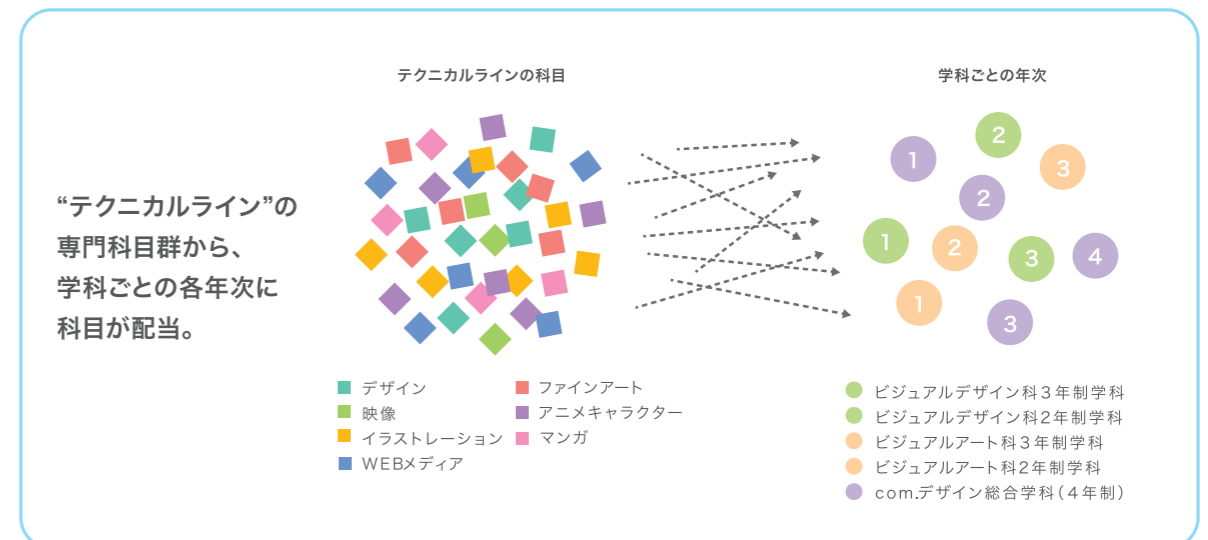 テクニカルラインの科目
学科ごとの年次
“テクニカルライン”の
専門科目群から、
学科ごとの各年次に
科目が配当。
2
1
3
2
1
2
3
4
1
3
デザイン
映像
イラストレーション
WEBメディア
ファインアート
アニメキャラクター
マンガ
ビジュアルデザイン科3年制学科
ビジュアルデザイン科2年制学科
ビジュアルアート科3年制学科
ビジュアルアート科2年制学科
com.デザイン総合学科(4年制)